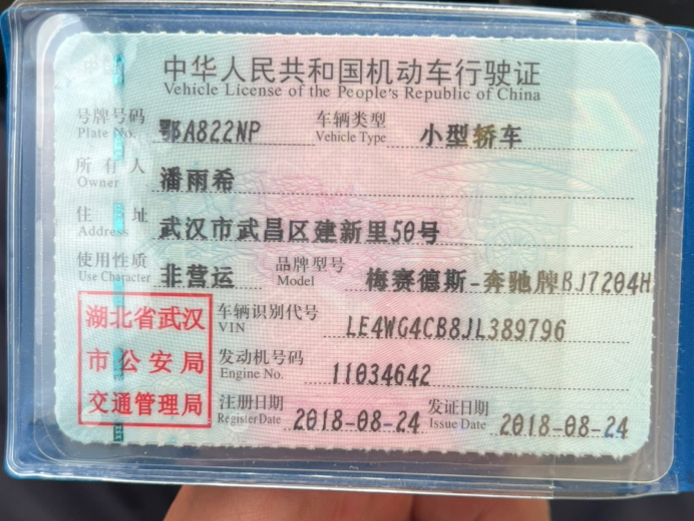 中华人民共和国机动车行驶证
Vehicle License of the People's Republic of China
号牌号码 鄂A822NP 车辆类型 小型轿车
Plate No. Vehicle Type
所有人 潘雨希
Owner
住址 武汉市武昌区建新里50号
Address
使用性质 非营运 品牌型号 梅赛德斯-奔驰牌BJ7204H
Use Character Model
湖北省武汉
市公安局
交通管理局
车辆识别代号 LE4WG4CB8JL389796
VIN
发动机号码 11034642
Engine No.
注册日期 2018-08-24 发证日期 2018-08-24
Register Date Issue Date